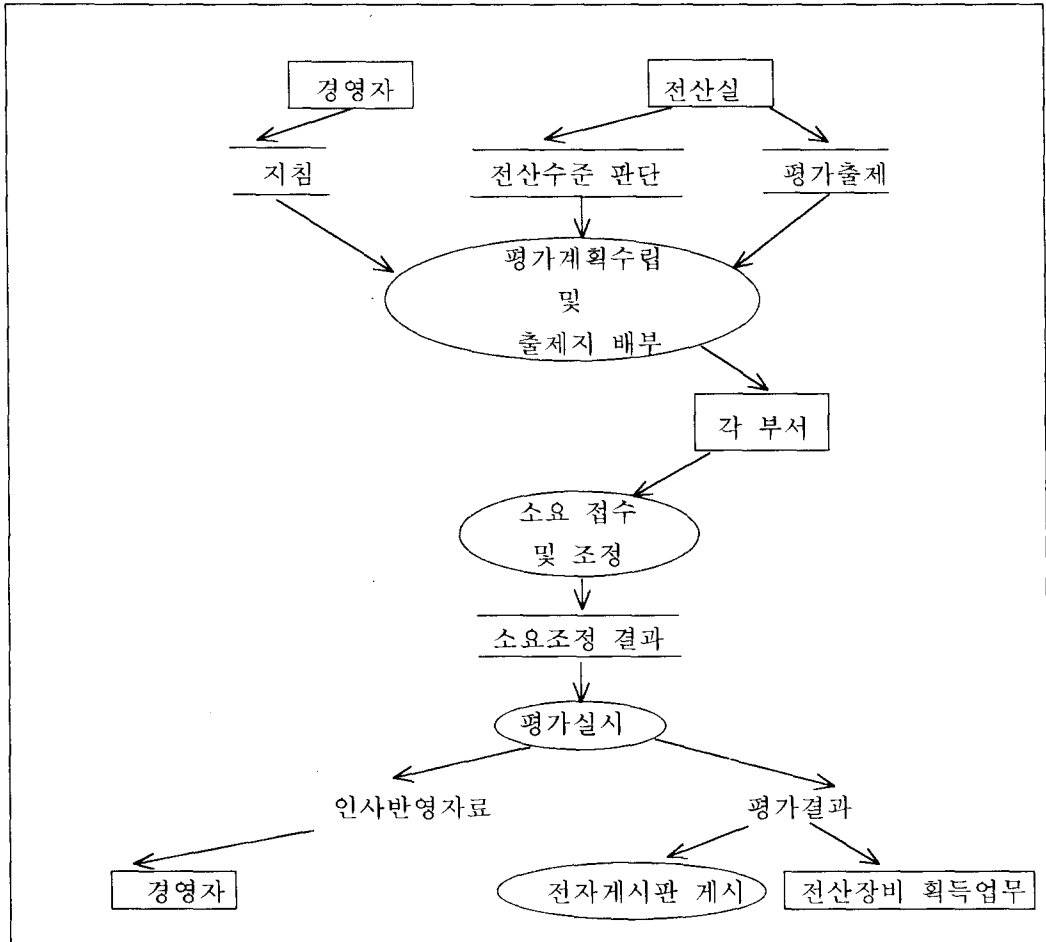 경영자
전산실
지침
전산수준 판단
평가출제
평가계획수립
및
출제지 배부
각 부서
소요 접수
및 조정
소요조정 결과
평가실시
인사반영자료
평가결과
경영자
전자게시판 게시
전산장비 획득업무